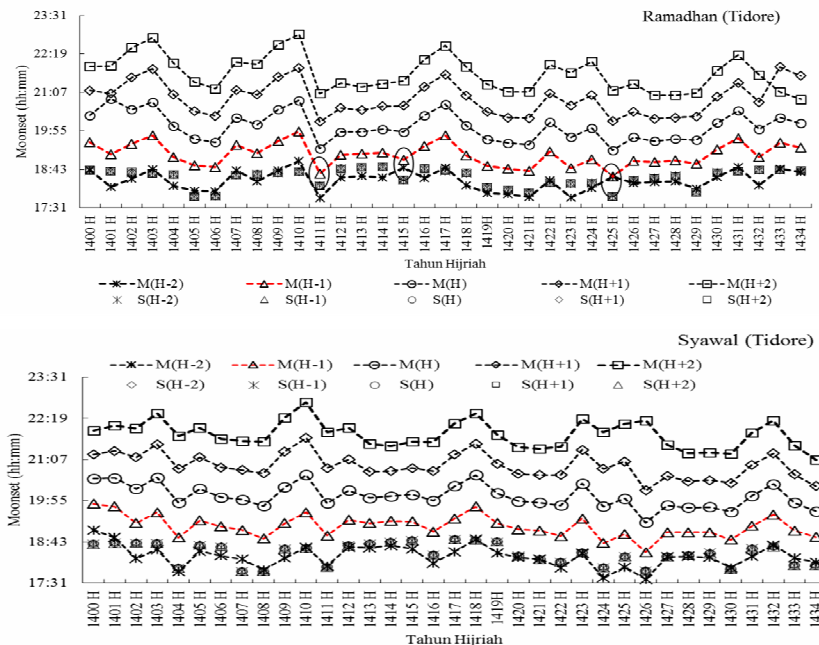 Ramadhan (Tidore)
Moonset (hh:mm)
23:31
22:19
21:07
19:55
18:43
17:31
1400 H 1401 H 1402 H 1403 H 1404 H 1405 H 1406 H 1407 H 1408 H 1409 H 1410 H 1411 H 1412 H 1413 H 1414 H 1415 H 1416 H 1417 H 1418 H 1419H 1420 H 1421 H 1422 H 1423 H 1424 H 1425 H 1426 H 1427 H 1428 H 1429 H 1430 H 1431 H 1432 H 1433 H 1434 H
Tahun Hijriah
M(H-2) M(H-1) M(H) M(H+1) M(H+2)
S(H-2) S(H-1) S(H) S(H+1) S(H+2)
Syawal (Tidore)
M(H-2) M(H-1) M(H) M(H+1) M(H+2)
S(H-2) S(H-1) S(H) S(H+1) S(H+2)
Moonset (hh:mm)
23:31
22:19
21:07
19:55
18:43
17:31
1400 H 1401 H 1402 H 1403 H 1404 H 1405 H 1406 H 1407 H 1408 H 1409 H 1410 H 1411 H 1412 H 1413 H 1414 H 1415 H 1416 H 1417 H 1418 H 1419H 1420 H 1421 H 1422 H 1423 H 1424 H 1425 H 1426 H 1427 H 1428 H 1429 H 1430 H 1431 H 1432 H 1433 H 1434 H
Tahun Hijriah